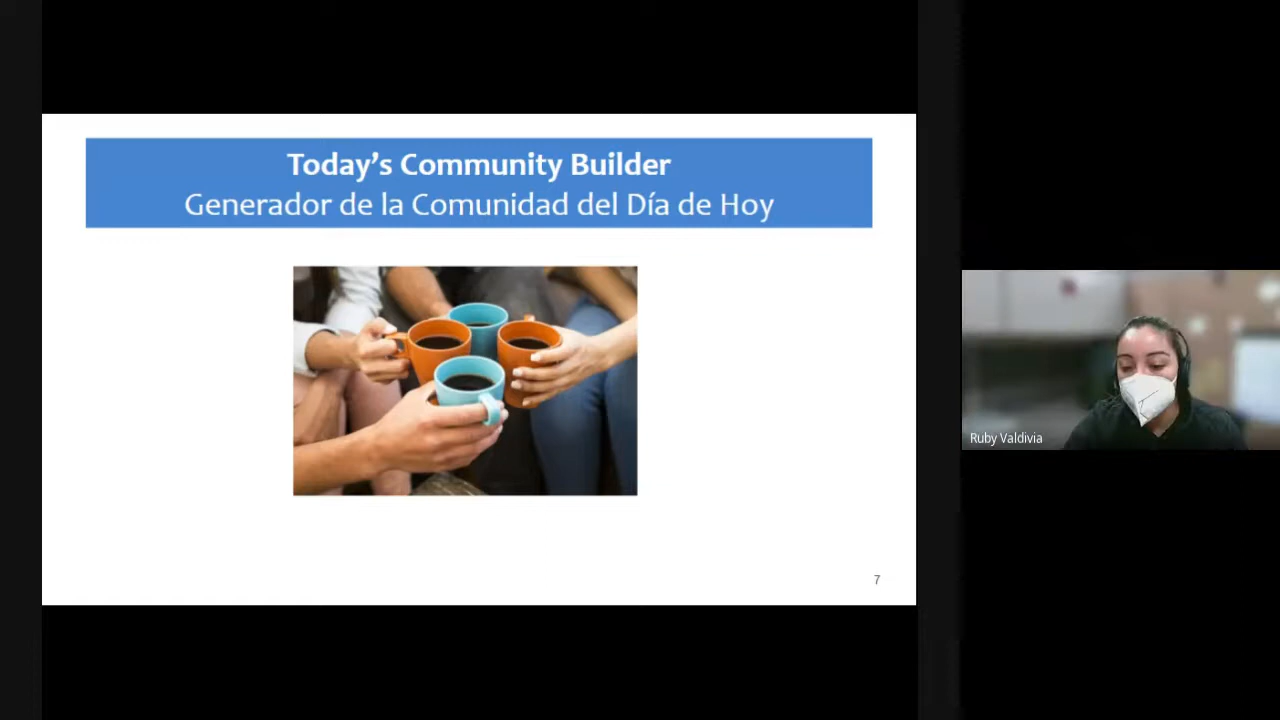 Today’s Community Builder
Generador de la Comunidad del Día de Hoy
7
Ruby Valdivia